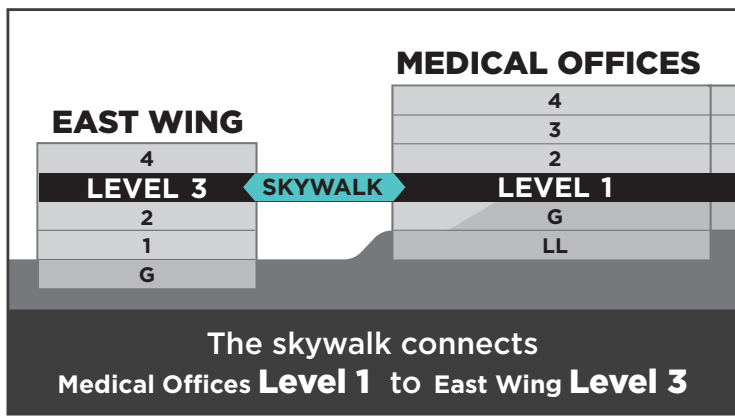 EAST WING
4
LEVEL 3
2
1
G
SKYWALK
MEDICAL OFFICES
4
3
2
LEVEL 1
G
LL
The skywalk connects
Medical Offices Level 1 to East Wing Level 3